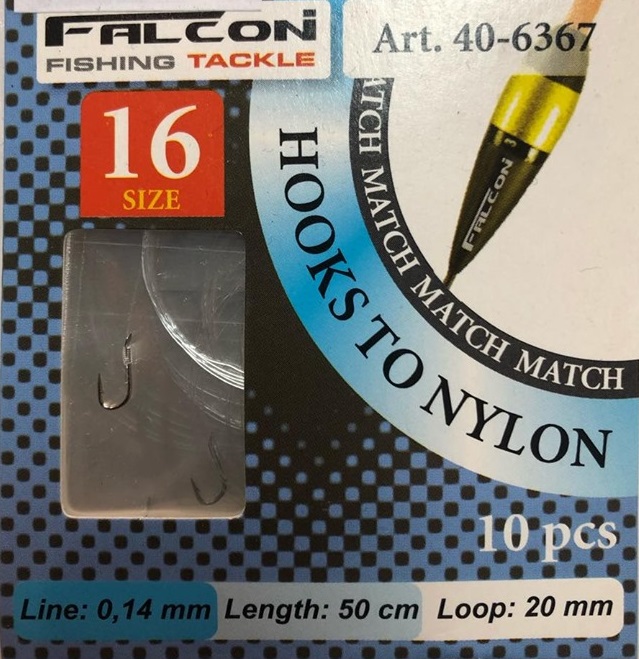 FALCON
FISHING TACKLE
Art. 40-6367
16
SIZE
FALCON 3
MATCH MATCH MATCH MATCH
HOOKS TO NYLON
10 pcs
Line: 0,14 mm Length: 50 cm Loop: 20 mm